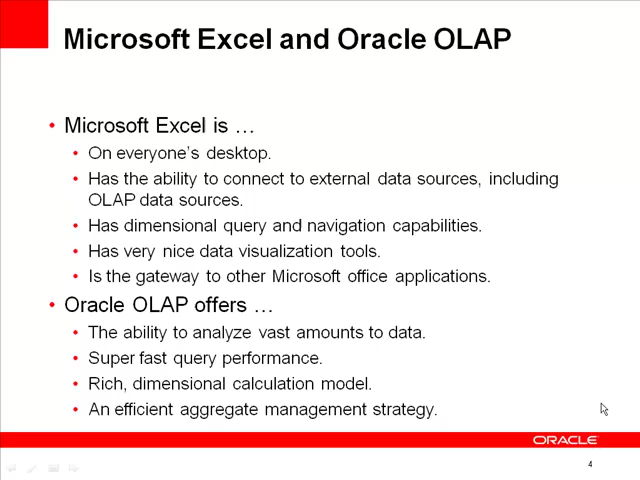 Microsoft Excel and Oracle OLAP
• Microsoft Excel is …
• On everyone's desktop.
• Has the ability to connect to external data sources, including
OLAP data sources.
• Has dimensional query and navigation capabilities.
• Has very nice data visualization tools.
• Is the gateway to other Microsoft office applications.
• Oracle OLAP offers …
• The ability to analyze vast amounts to data.
• Super fast query performance.
• Rich, dimensional calculation model.
• An efficient aggregate management strategy.
ORACLE
4